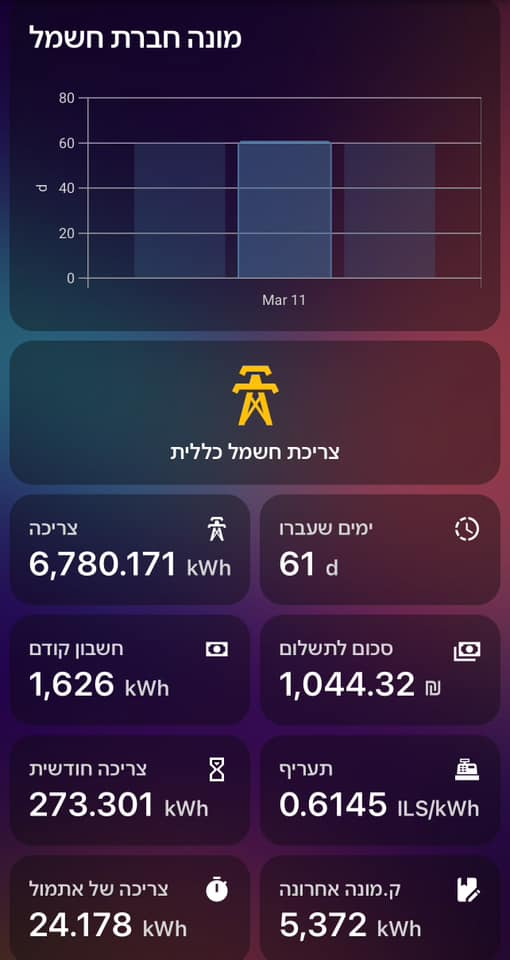 מונה חברת חשמל
80
60
40
20
0
d
Mar 11
צריכת חשמל כללית
ימים שעברו
61 d
צריכה
6,780.171 kWh
סכום לתשלום
1,044.32 ₪
חשבון קודם
1,626 kWh
תעריף
0.6145 ILS/kWh
צריכה חודשית
273.301 kWh
ק.מונה אחרונה
5,372 kWh
צריכה של אתמול
24.178 kWh